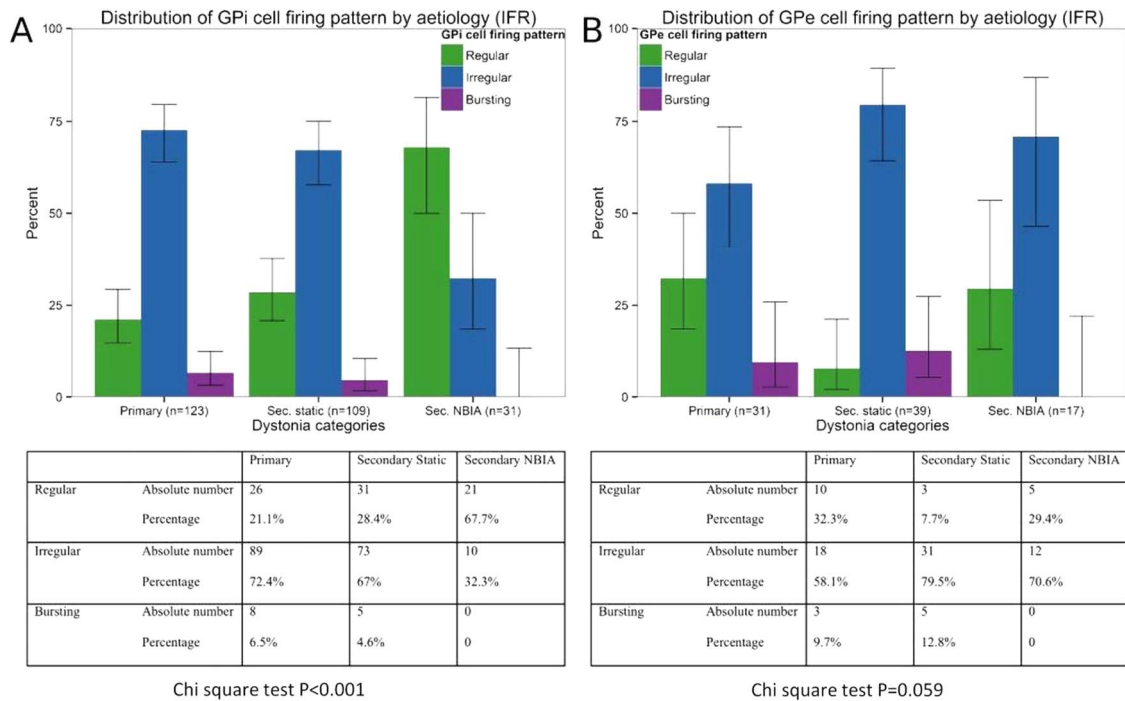 A
Distribution of GPi cell firing pattern by aetiology (IFR)
GPi cell firing pattern
Regular
Irregular
Bursting
100
75
50
25
0
Percent
Primary (n=123) Sec. static (n=109) Sec. NBIA (n=31)
Dystonia categories
Primary Secondary Static Secondary NBIA
Regular Absolute number 26 31 21
Percentage 21.1% 28.4% 67.7%
Irregular Absolute number 89 73 10
Percentage 72.4% 67% 32.3%
Bursting Absolute number 8 5 0
Percentage 6.5% 4.6% 0
Chi square test P<0.001
B
Distribution of GPe cell firing pattern by aetiology (IFR)
GPe cell firing pattern
Regular
Irregular
Bursting
100
75
50
25
0
Percent
Primary (n=31) Sec. static (n=39) Sec. NBIA (n=17)
Dystonia categories
Primary Secondary Static Secondary NBIA
Regular Absolute number 10 3 5
Percentage 32.3% 7.7% 29.4%
Irregular Absolute number 18 31 12
Percentage 58.1% 79.5% 70.6%
Bursting Absolute number 3 5 0
Percentage 9.7% 12.8% 0
Chi square test P=0.059